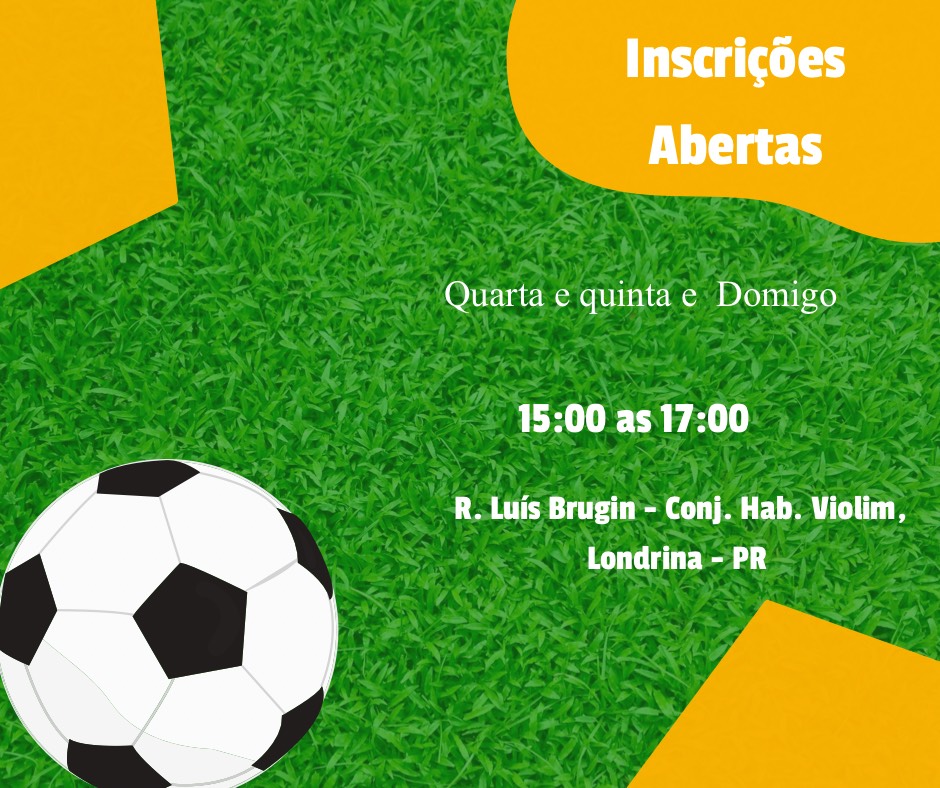 Inscrições
Abertas
Quarta e quinta e Domigo
15:00 as 17:00
R. Luís Brugin - Conj. Hab. Violim,
Londrina - PR